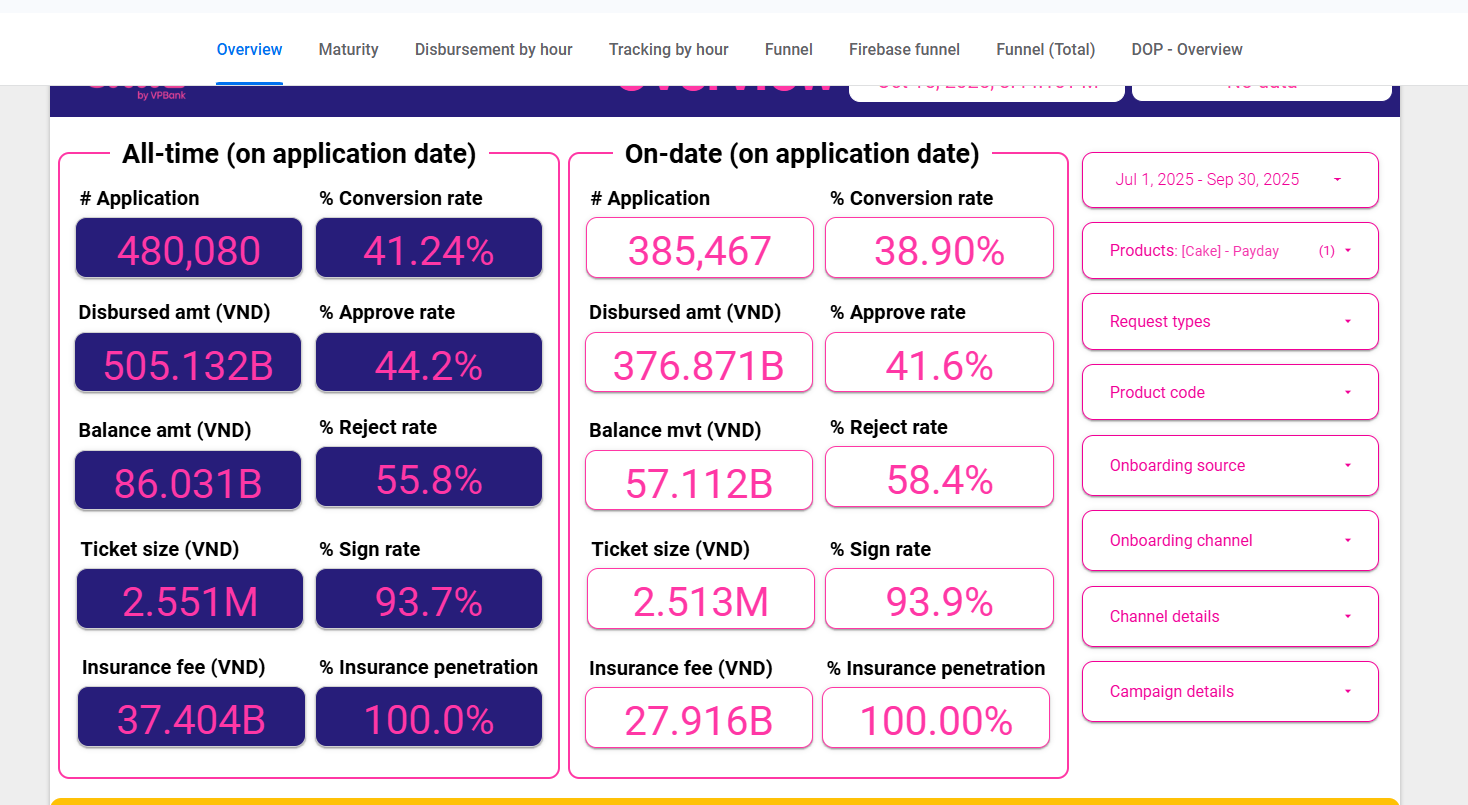 Overview
Maturity
Disbursement by hour
Tracking by hour
Funnel
Firebase funnel
Funnel (Total)
DOP - Overview
by VPBank
Overview
No data
All-time (on application date)
# Application
% Conversion rate
480,080
41.24%
Disbursed amt (VND)
% Approve rate
505.132B
44.2%
Balance amt (VND)
% Reject rate
86.031B
55.8%
Ticket size (VND)
% Sign rate
2.551M
93.7%
Insurance fee (VND)
% Insurance penetration
37.404B
100.0%
On-date (on application date)
# Application
% Conversion rate
385,467
38.90%
Disbursed amt (VND)
% Approve rate
376.871B
41.6%
Balance mvt (VND)
% Reject rate
57.112B
58.4%
Ticket size (VND)
% Sign rate
2.513M
93.9%
Insurance fee (VND)
% Insurance penetration
27.916B
100.00%
Jul 1, 2025 - Sep 30, 2025
Products: [Cake] - Payday (1)
Request types
Product code
Onboarding source
Onboarding channel
Channel details
Campaign details